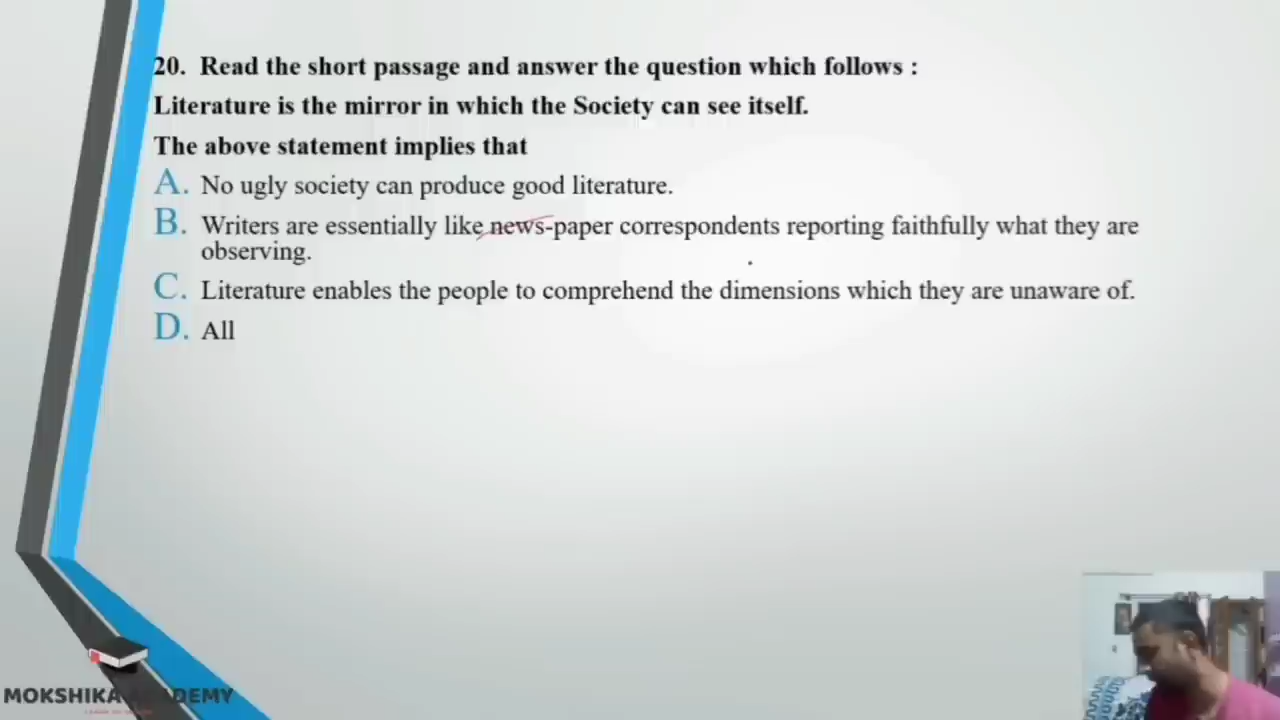 20. Read the short passage and answer the question which follows :
Literature is the mirror in which the Society can see itself.
The above statement implies that
A. No ugly society can produce good literature.
B. Writers are essentially like news-paper correspondents reporting faithfully what they are
observing.
C. Literature enables the people to comprehend the dimensions which they are unaware of.
D. All
MOKSHIKA ACADEMY